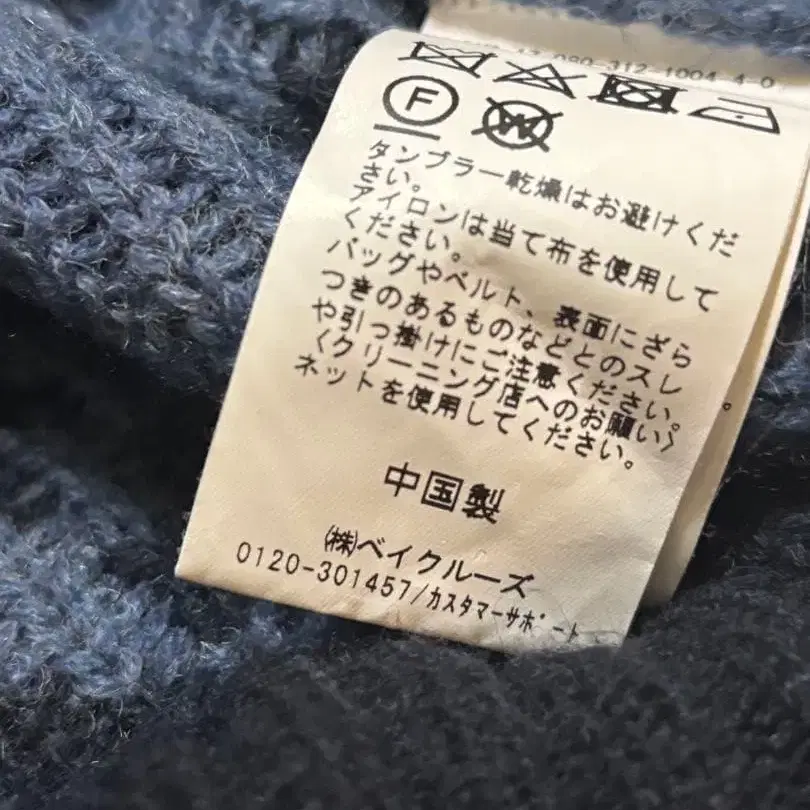 080-312-1004-4-0
F
W
タンブラー乾燥はお避けくだ
さい。
アイロンは当て布を使用して
ください。
バッグやベルト、表面にざら
つきのあるものなどとのスレ
や引っ掛けにご注意ください。
〈クリーニング店へのお願い〉
ネットを使用してください。
中国製
㈱ベイクルーズ
0120-301457/カスタマーサポート